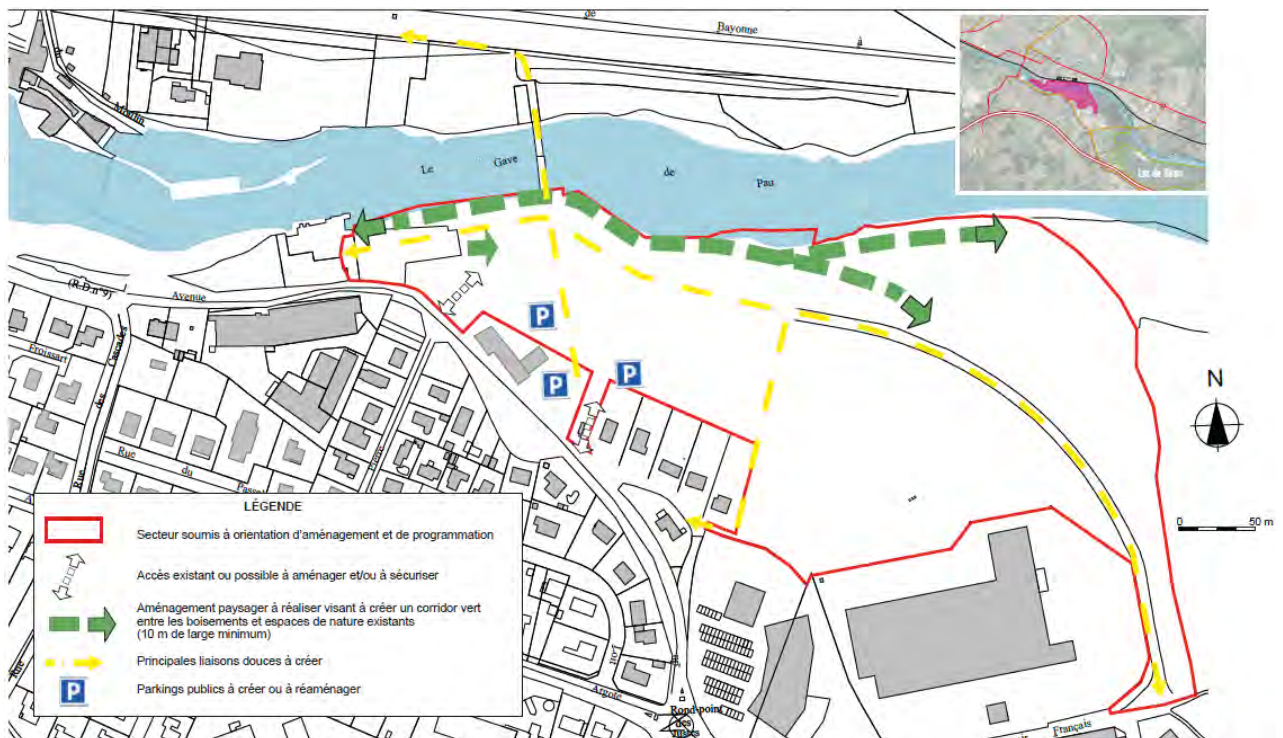 de
Bayonne
à
Moulin
Le Gave de Pau
Lac de
(R.D.n°9)
Avenue
Froissart
Rue des Cascades
Rue du
P
P
P
N
0 50 m
LÉGENDE
Secteur soumis à orientation d'aménagement et de programmation
Accès existant ou possible à aménager et/ou à sécuriser
Aménagement paysager à réaliser visant à créer un corridor vert
entre les boisements et espaces de nature existants
(10 m de large minimum)
Principales liaisons douces à créer
P Parkings publics à créer ou à réaménager
Rue
Argote
Rond-point
des
Français